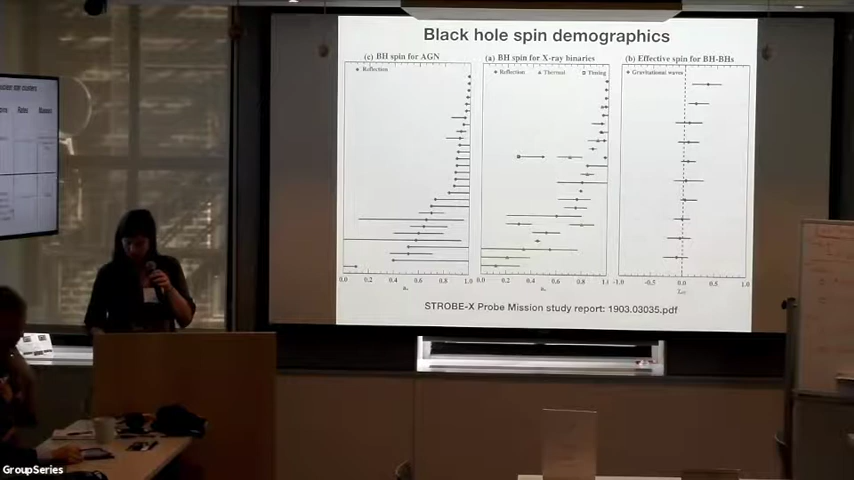 Black hole spin demographics
(c) BH spin for AGN
(a) BH spin for X-ray binaries
(b) Effective spin for BH-BHs
Reflection
Reflection Thermal Timing
Gravitational waves
0.0 0.2 0.4 0.6 0.8 1.0
0.0 0.2 0.4 0.6 0.8
-1.0 -0.5 0.0 0.5 1.0
STROBE-X Probe Mission study report: 1903.03035.pdf
Rates
GroupSeries